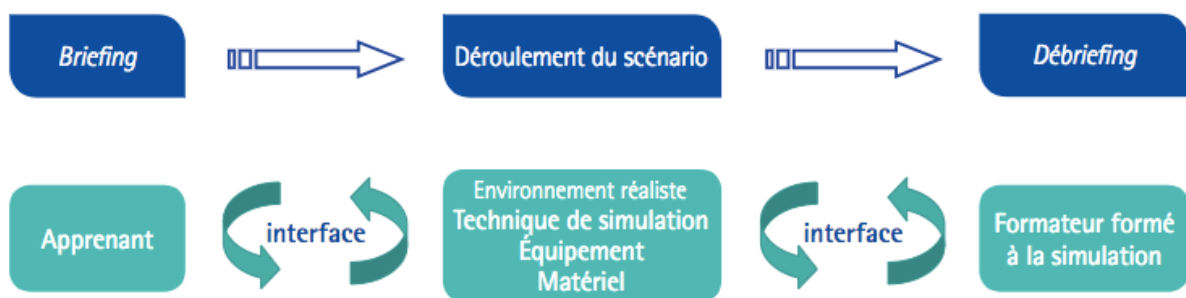 Briefing
Déroulement du scénario
Débriefing
Apprenant
interface
Environnement réaliste
Technique de simulation
Équipement
Matériel
interface
Formateur formé
à la simulation